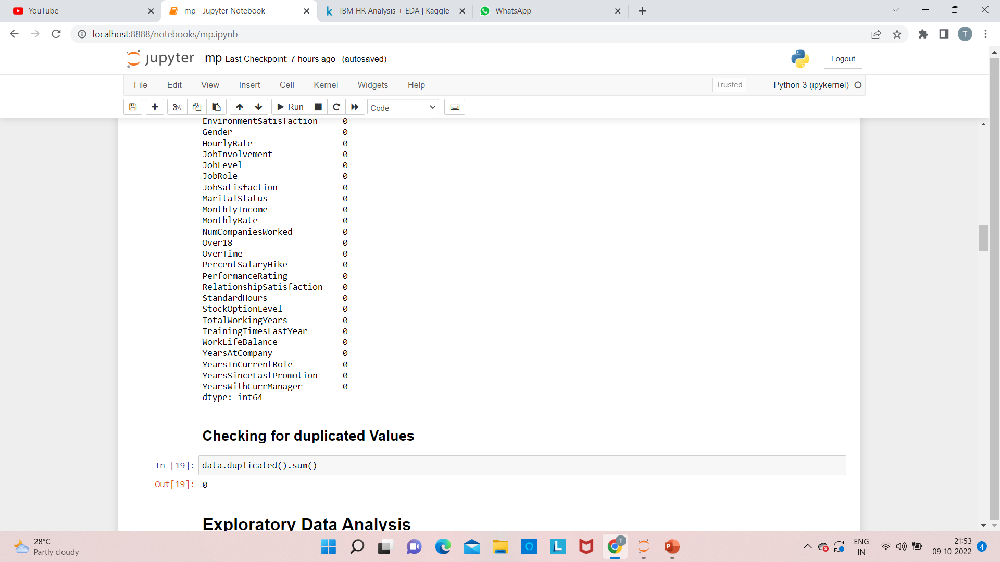 YouTube
mp - Jupyter Notebook
IBM HR Analysis + EDA | Kaggle
WhatsApp
localhost:8888/notebooks/mp.ipynb
T
jupyter mp Last Checkpoint: 7 hours ago (autosaved)
Logout
File Edit View Insert Cell Kernel Widgets Help
Trusted
Python 3 (ipykernel)
Run
Code
EnvironmentSatisfaction 0
Gender 0
HourlyRate 0
JobInvolvement 0
JobLevel 0
JobRole 0
JobSatisfaction 0
MaritalStatus 0
MonthlyIncome 0
MonthlyRate 0
NumCompaniesWorked 0
Over18 0
OverTime 0
PercentSalaryHike 0
PerformanceRating 0
RelationshipSatisfaction 0
StandardHours 0
StockOptionLevel 0
TotalWorkingYears 0
TrainingTimesLastYear 0
WorkLifeBalance 0
YearsAtCompany 0
YearsInCurrentRole 0
YearsSinceLastPromotion 0
YearsWithCurrManager 0
dtype: int64
Checking for duplicated Values
In [19]: data.duplicated().sum()
Out[19]: 0
Exploratory Data Analysis
28°C
Partly cloudy
L
T
P
ENG
IN
21:53
09-10-2022
4